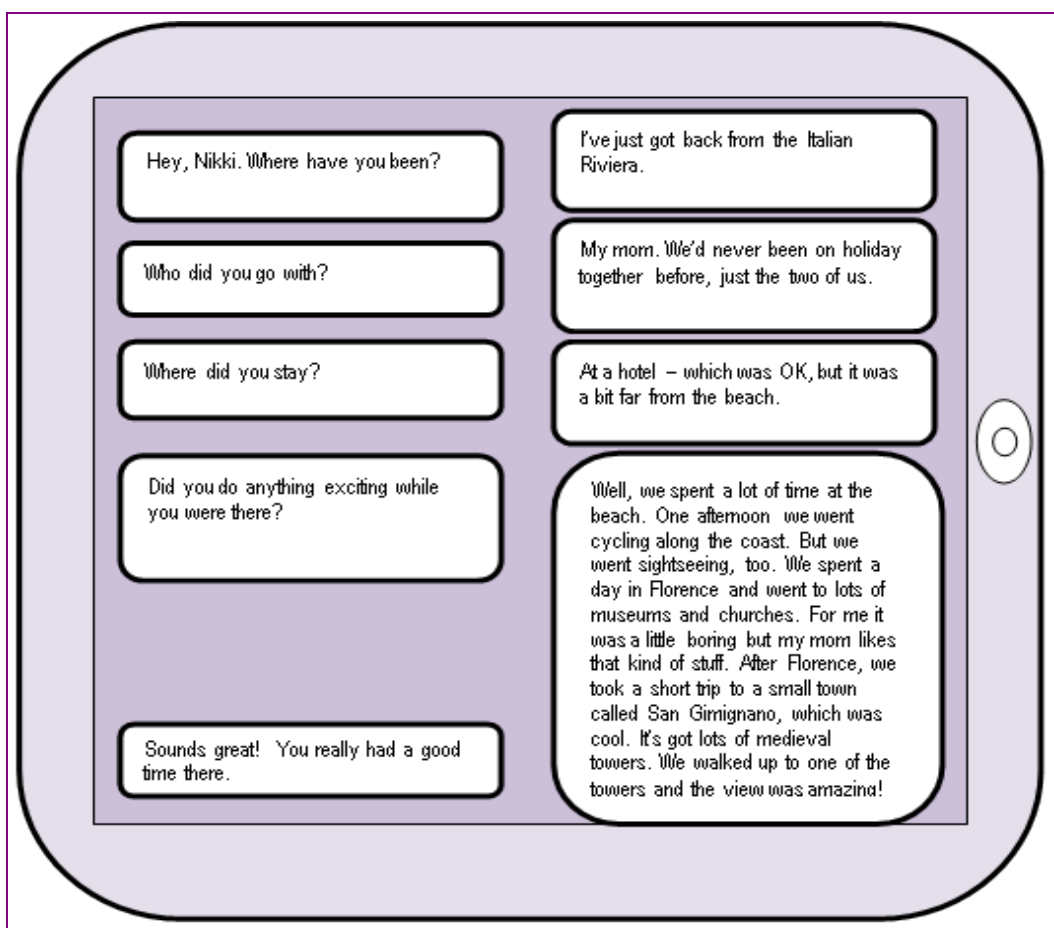 Hey, Nikki. Where have you been?
I've just got back from the Italian
Riviera.
Who did you go with?
My mom. We'd never been on holiday
together before, just the two of us.
Where did you stay?
At a hotel – which was OK, but it was
a bit far from the beach.
Did you do anything exciting while
you were there?
Well, we spent a lot of time at the
beach. One afternoon we went
cycling along the coast. But we
went sightseeing, too. We spent a
day in Florence and went to lots of
museums and churches. For me it
was a little boring but my mom likes
that kind of stuff. After Florence, we
took a short trip to a small town
called San Gimignano, which was
cool. It's got lots of medieval
towers. We walked up to one of the
towers and the view was amazing!
Sounds great! You really had a good
time there.